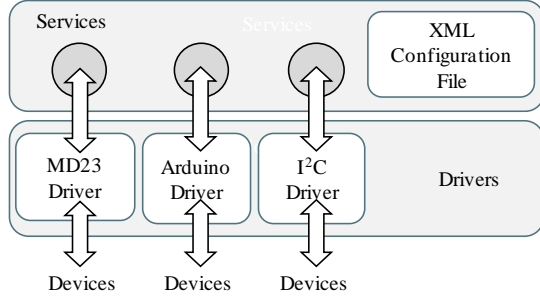 Services
Services
XML
Configuration
File
MD23
Driver
Arduino
Driver
I²C
Driver
Drivers
Devices
Devices
Devices